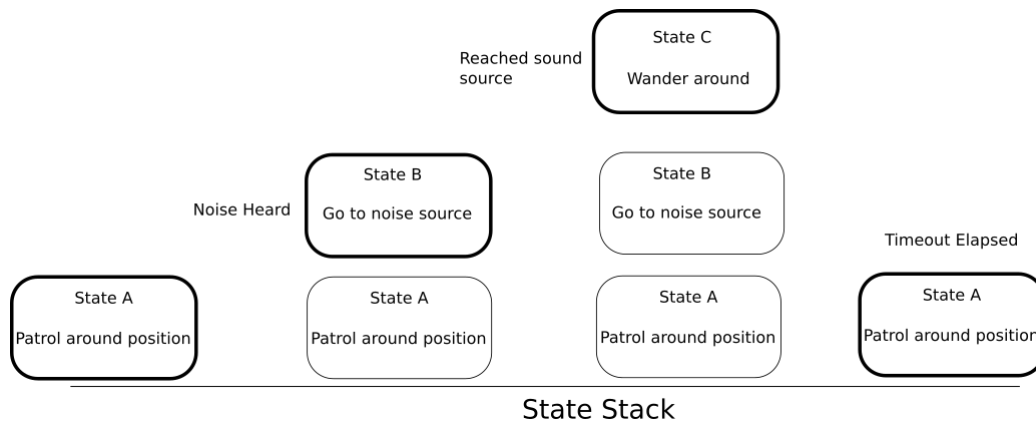 State A
Patrol around position
Noise Heard
State B
Go to noise source
State A
Patrol around position
Reached sound
source
State C
Wander around
State B
Go to noise source
State A
Patrol around position
Timeout Elapsed
State A
Patrol around position
State Stack